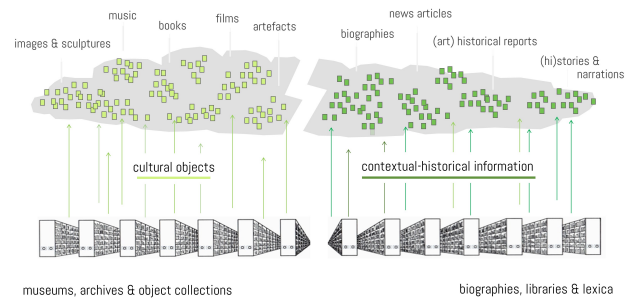 images & sculptures
music
books
films
artefacts
biographies
news articles
(art) historical reports
(hi)stories &
narrations
cultural objects
contextual-historical information
museums, archives & object collections
biographies, libraries & lexica